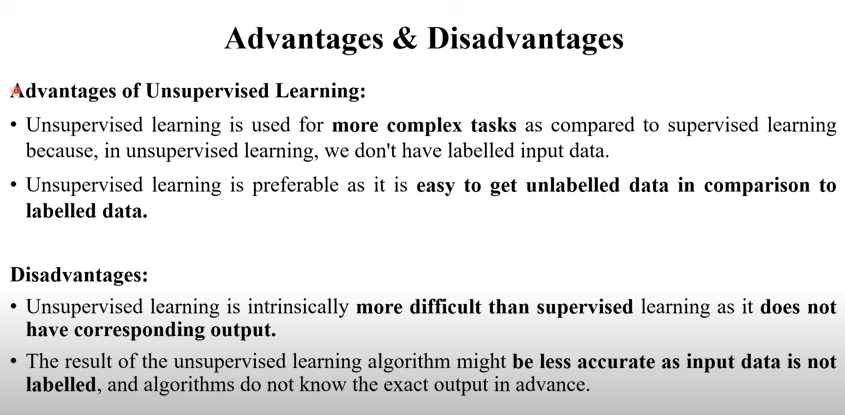 Advantages & Disadvantages
Advantages of Unsupervised Learning:
• Unsupervised learning is used for more complex tasks as compared to supervised learning
because, in unsupervised learning, we don't have labelled input data.
• Unsupervised learning is preferable as it is easy to get unlabelled data in comparison to
labelled data.
Disadvantages:
• Unsupervised learning is intrinsically more difficult than supervised learning as it does not
have corresponding output.
• The result of the unsupervised learning algorithm might be less accurate as input data is not
labelled, and algorithms do not know the exact output in advance.